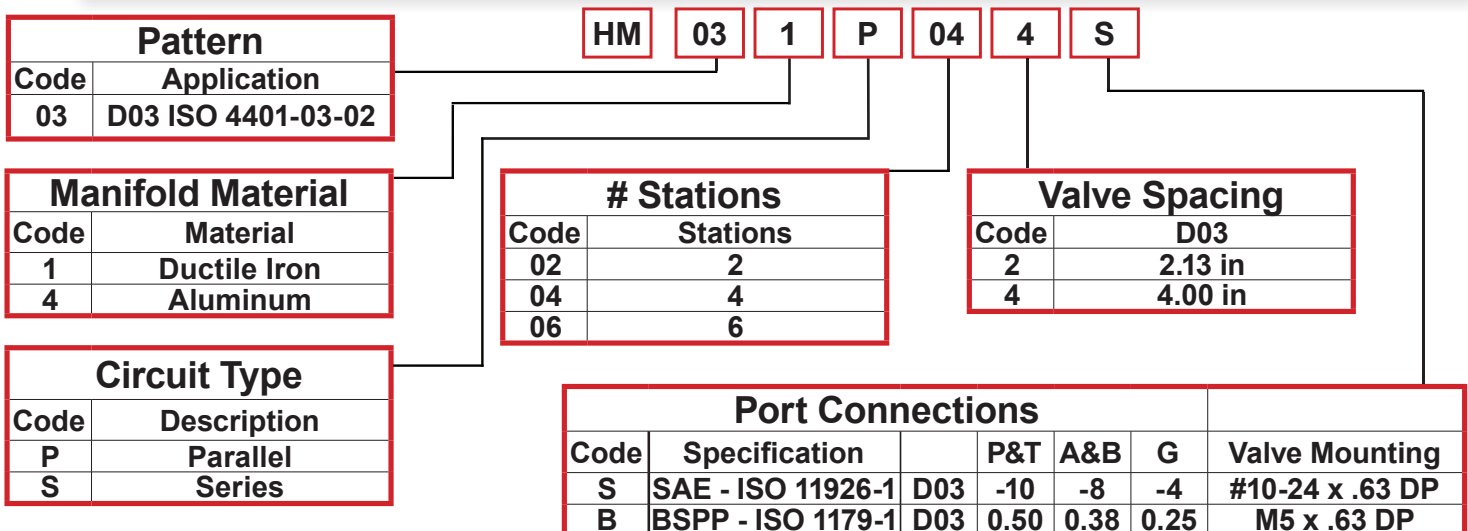 HM 03 1 P 04 4 S
Pattern
Code Application
03 D03 ISO 4401-03-02
Manifold Material
Code Material
1 Ductile Iron
4 Aluminum
# Stations
Code Stations
02 2
04 4
06 6
Valve Spacing
Code D03
2 2.13 in
4 4.00 in
Circuit Type
Code Description
P Parallel
S Series
Port Connections
Code Specification P&T A&B G Valve Mounting
S SAE - ISO 11926-1 D03 -10 -8 -4 #10-24 x .63 DP
B BSPP - ISO 1179-1 D03 0.50 0.38 0.25 M5 x .63 DP